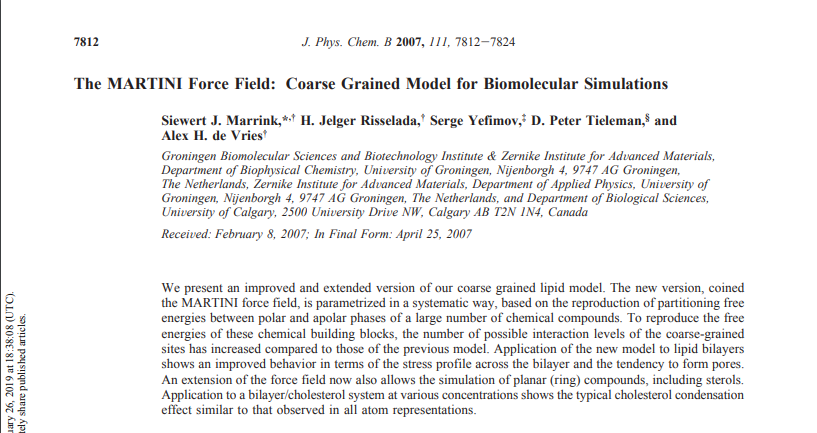 7812
J. Phys. Chem. B 2007, 111, 7812−7824
The MARTINI Force Field: Coarse Grained Model for Biomolecular Simulations
Siewert J. Marrink,*,† H. Jelger Risselada,† Serge Yefimov,‡ D. Peter Tieleman,§ and
Alex H. de Vries†
Groningen Biomolecular Sciences and Biotechnology Institute & Zernike Institute for Advanced Materials,
Department of Biophysical Chemistry, University of Groningen, Nijenborgh 4, 9747 AG Groningen,
The Netherlands, Zernike Institute for Advanced Materials, Department of Applied Physics, University of
Groningen, Nijenborgh 4, 9747 AG Groningen, The Netherlands, and Department of Biological Sciences,
University of Calgary, 2500 University Drive NW, Calgary AB T2N 1N4, Canada
Received: February 8, 2007; In Final Form: April 25, 2007
We present an improved and extended version of our coarse grained lipid model. The new version, coined
the MARTINI force field, is parametrized in a systematic way, based on the reproduction of partitioning free
energies between polar and apolar phases of a large number of chemical compounds. To reproduce the free
energies of these chemical building blocks, the number of possible interaction levels of the coarse-grained
sites has increased compared to those of the previous model. Application of the new model to lipid bilayers
shows an improved behavior in terms of the stress profile across the bilayer and the tendency to form pores.
An extension of the force field now also allows the simulation of planar (ring) compounds, including sterols.
Application to a bilayer/cholesterol system at various concentrations shows the typical cholesterol condensation
effect similar to that observed in all atom representations.
uary 26, 2019 at 18:38:08 (UTC).
tely share published articles.